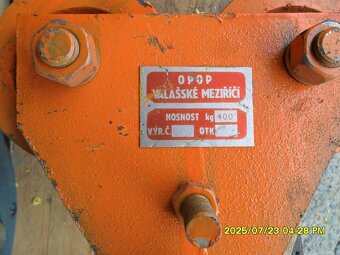 OPOP
VALAŠSKÉ MEZIŘÍČÍ
NOSNOST kg 400
VÝR.Č. OTK
2025/07/23 04:28 PM